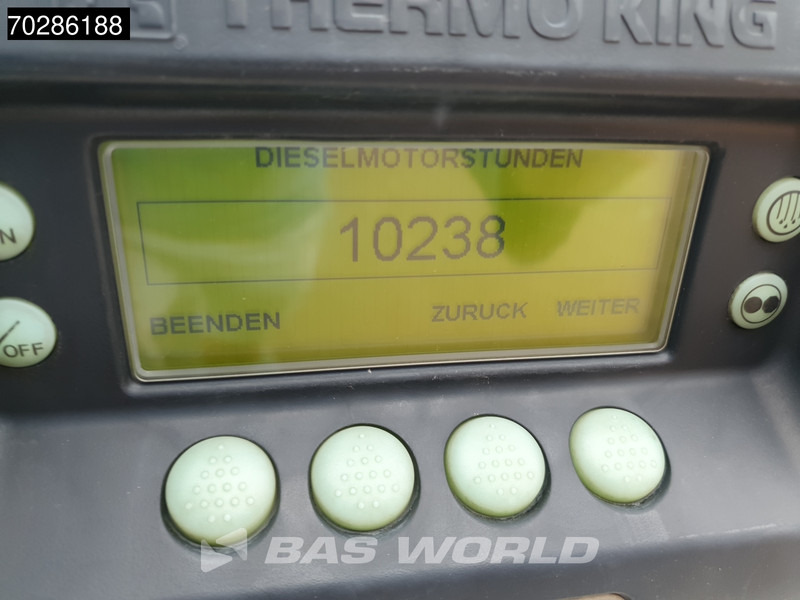 70286188
THERMO KING
DIESELMOTORSTUNDEN
10238
BEENDEN ZURUCK WEITER
OFF
BAS WORLD